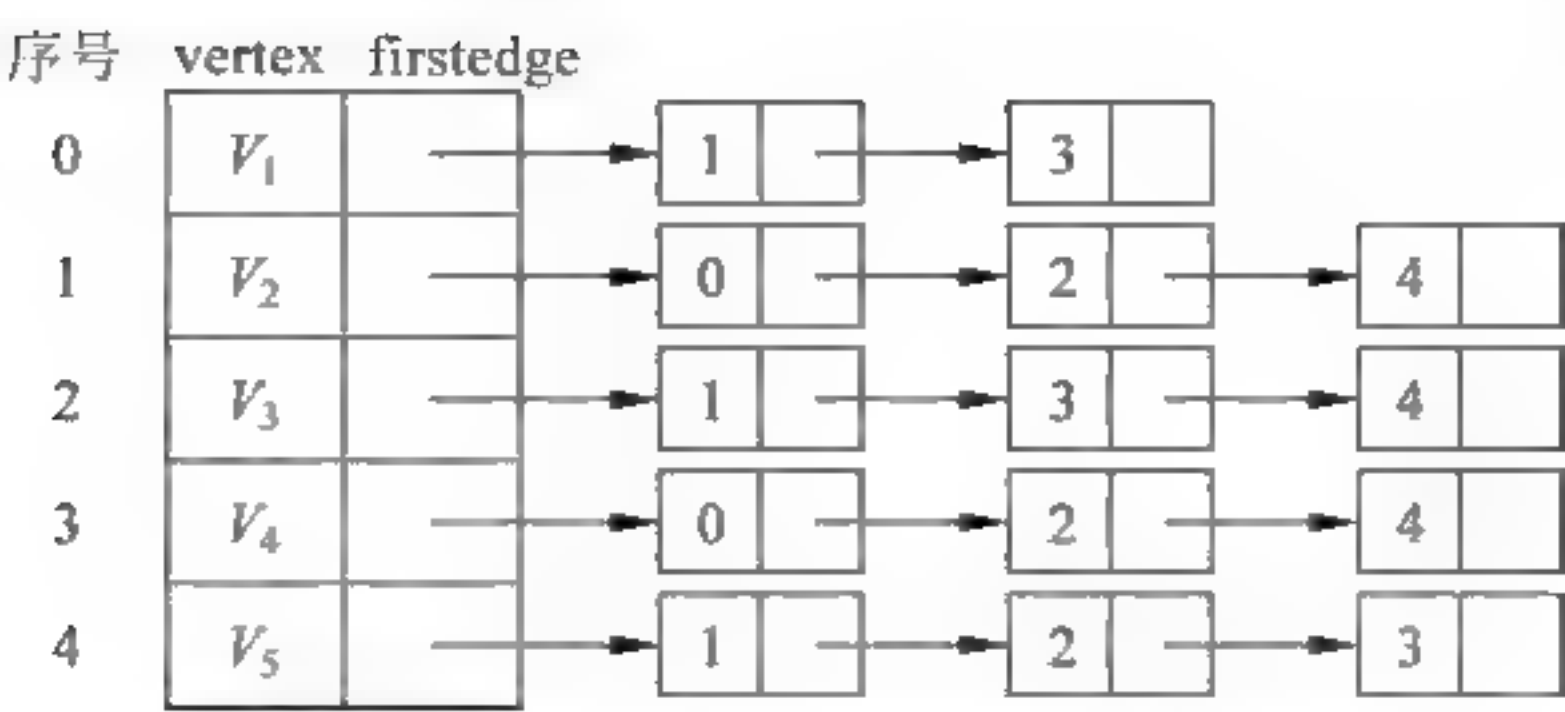 序号 vertex firstedge
0 V1 1 3
1 V2 0 2 4
2 V3 1 3 4
3 V4 0 2 4
4 V5 1 2 3